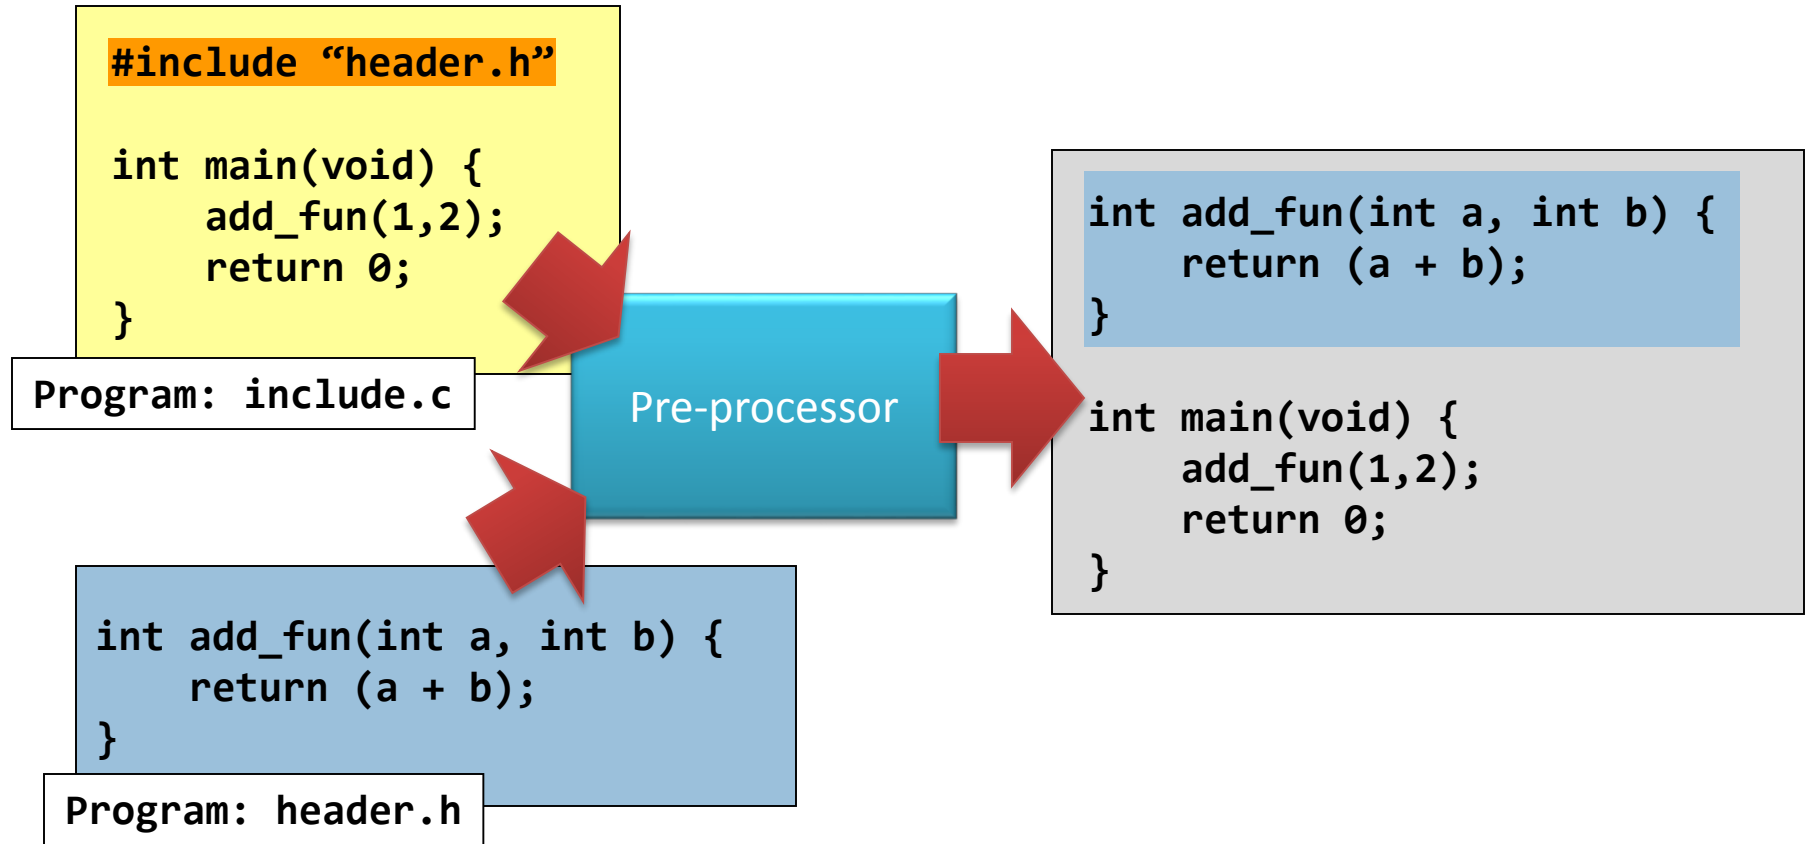 #include “header.h”
int main(void) {
    add_fun(1,2);
    return 0;
}
Program: include.c
int add_fun(int a, int b) {
    return (a + b);
}
Program: header.h
Pre-processor
int add_fun(int a, int b) {
    return (a + b);
}
int main(void) {
    add_fun(1,2);
    return 0;
}